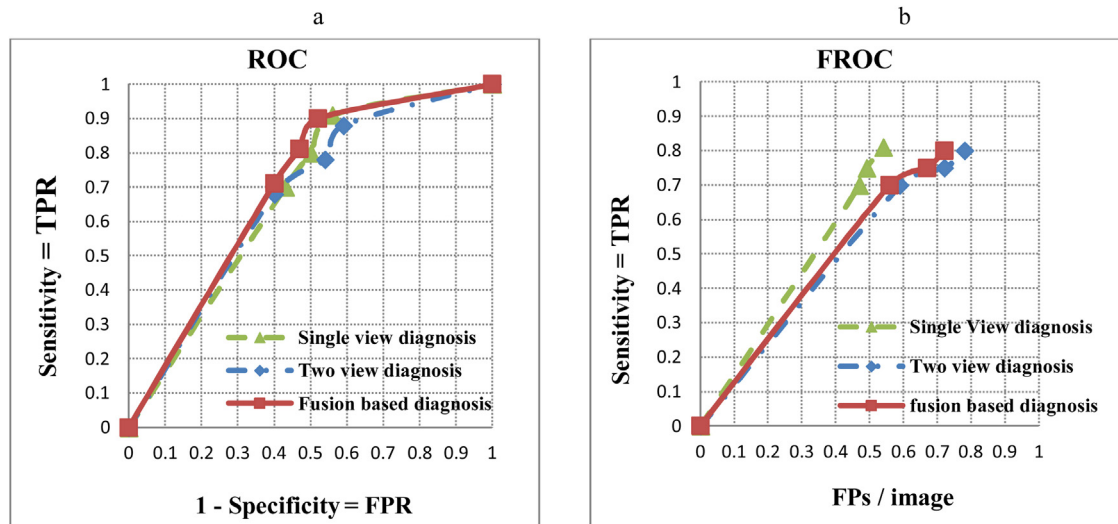 a
b
ROC
1
0.9
0.8
0.7
0.6
0.5
0.4
0.3
0.2
0.1
0
Sensitivity = TPR
Single view diagnosis
Two view diagnosis
Fusion based diagnosis
0 0.1 0.2 0.3 0.4 0.5 0.6 0.7 0.8 0.9 1
1 - Specificity = FPR
FROC
1
0.9
0.8
0.7
0.6
0.5
0.4
0.3
0.2
0.1
0
Sensitivity = TPR
Single View diagnosis
Two view diagnosis
fusion based diagnosis
0 0.1 0.2 0.3 0.4 0.5 0.6 0.7 0.8 0.9 1
FPs / image